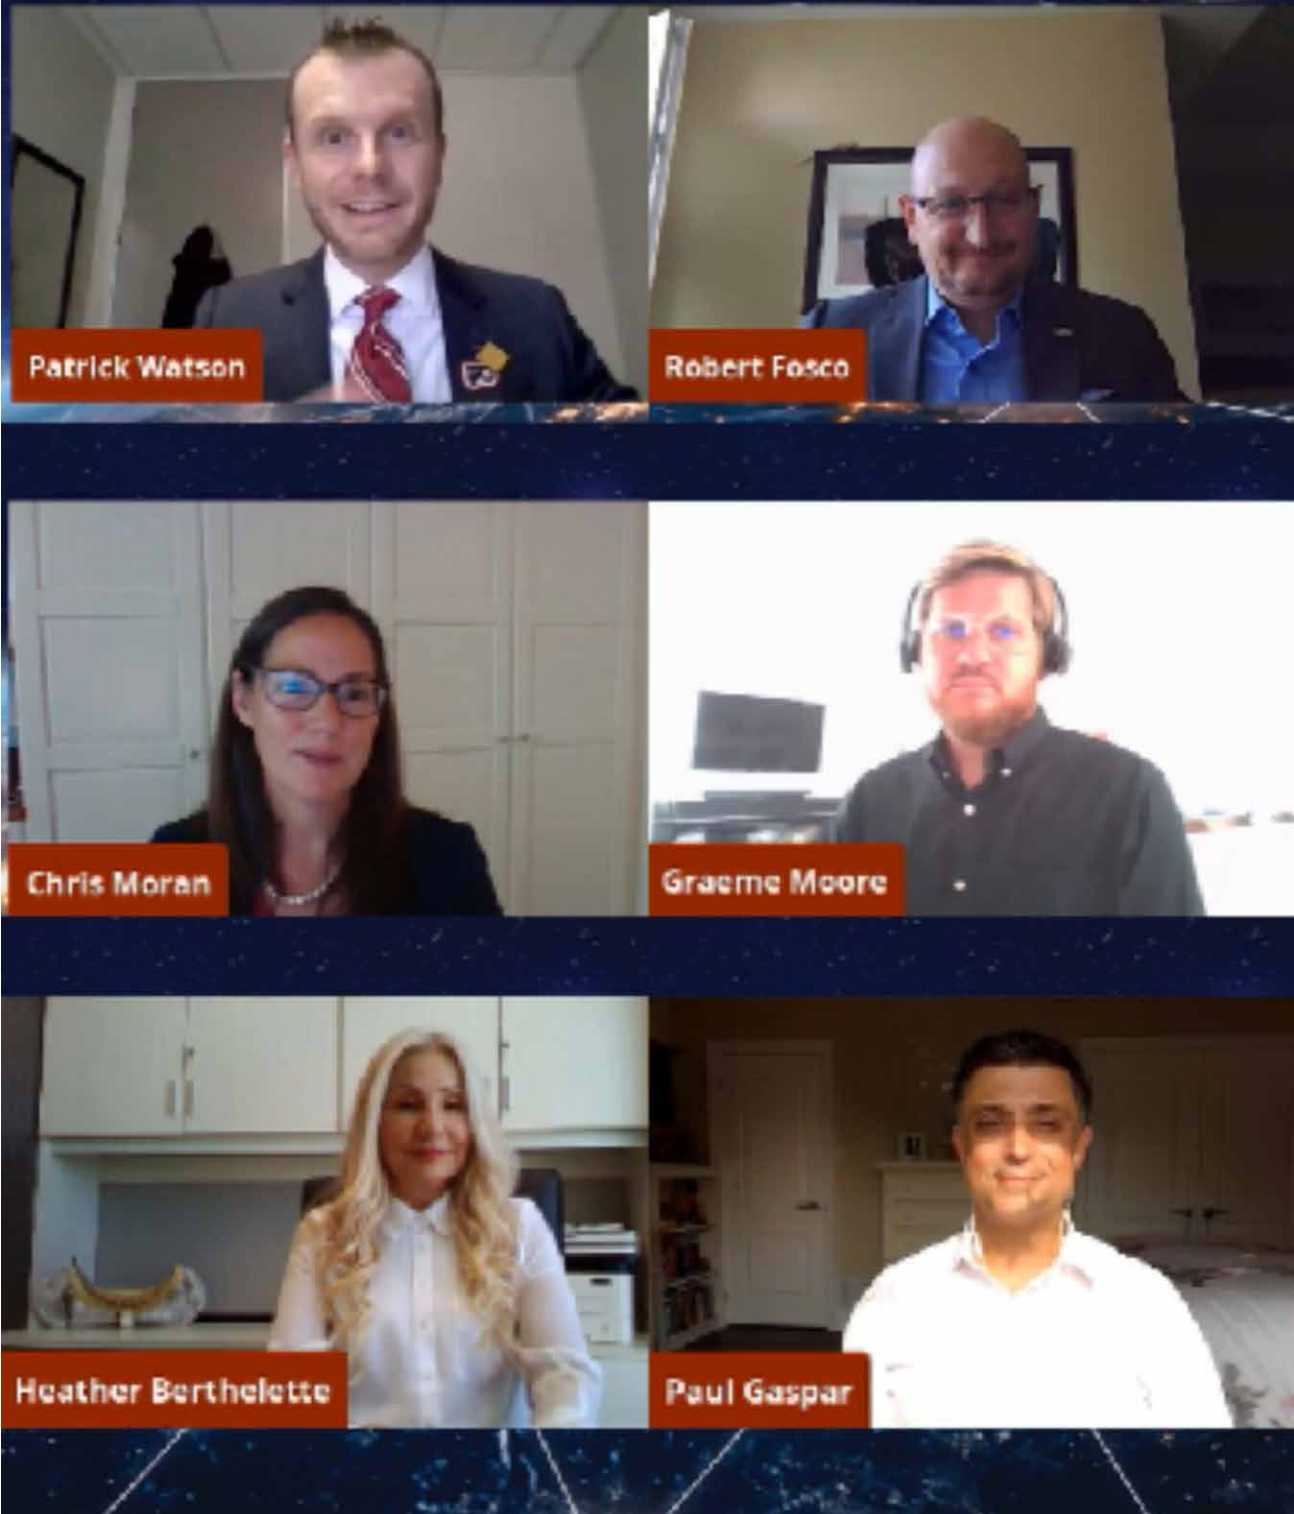 Patrick Watson
Robert Fosco
Chris Moran
Graeme Moore
Heather Berthelette
Paul Gaspar